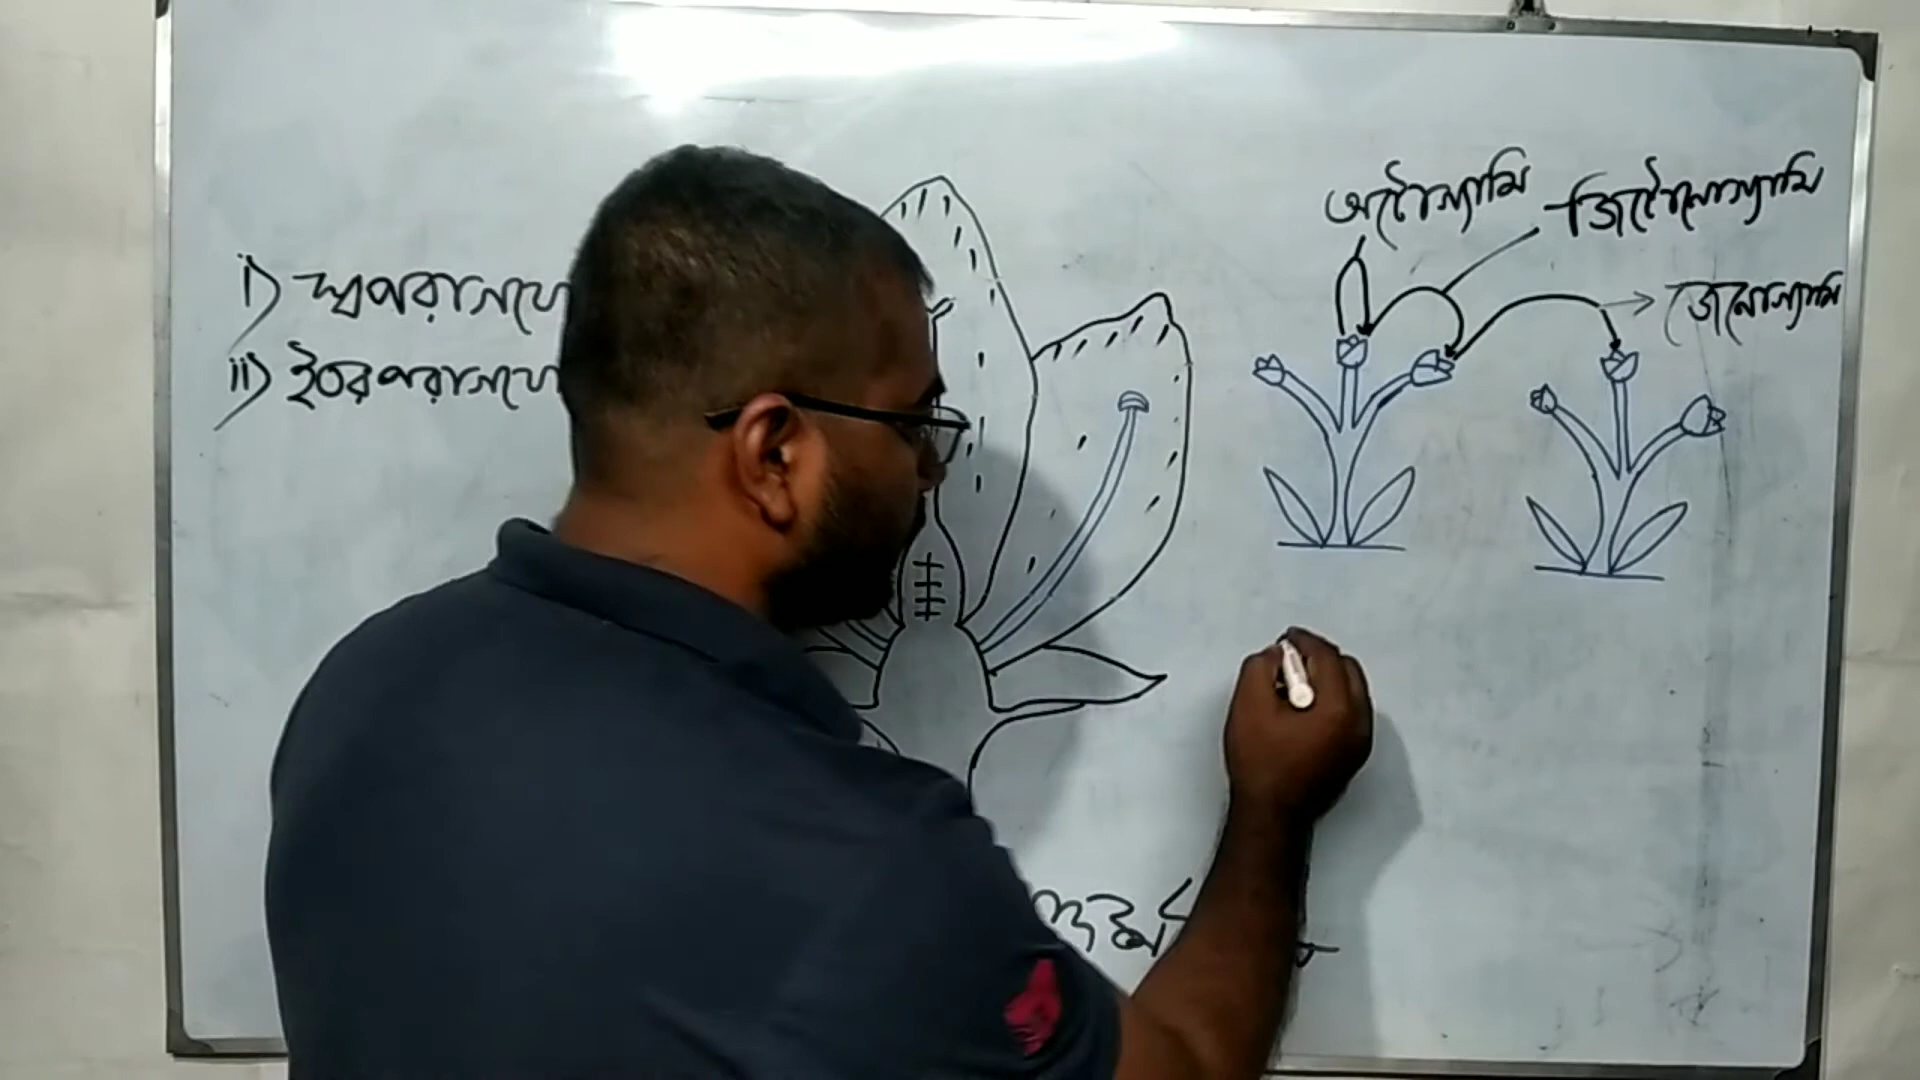 i) স্বপরাগযো
ii) ইতরপরাগযো
অটোগ্যামি
জিটোনোগ্যামি
জেনোগ্যামি